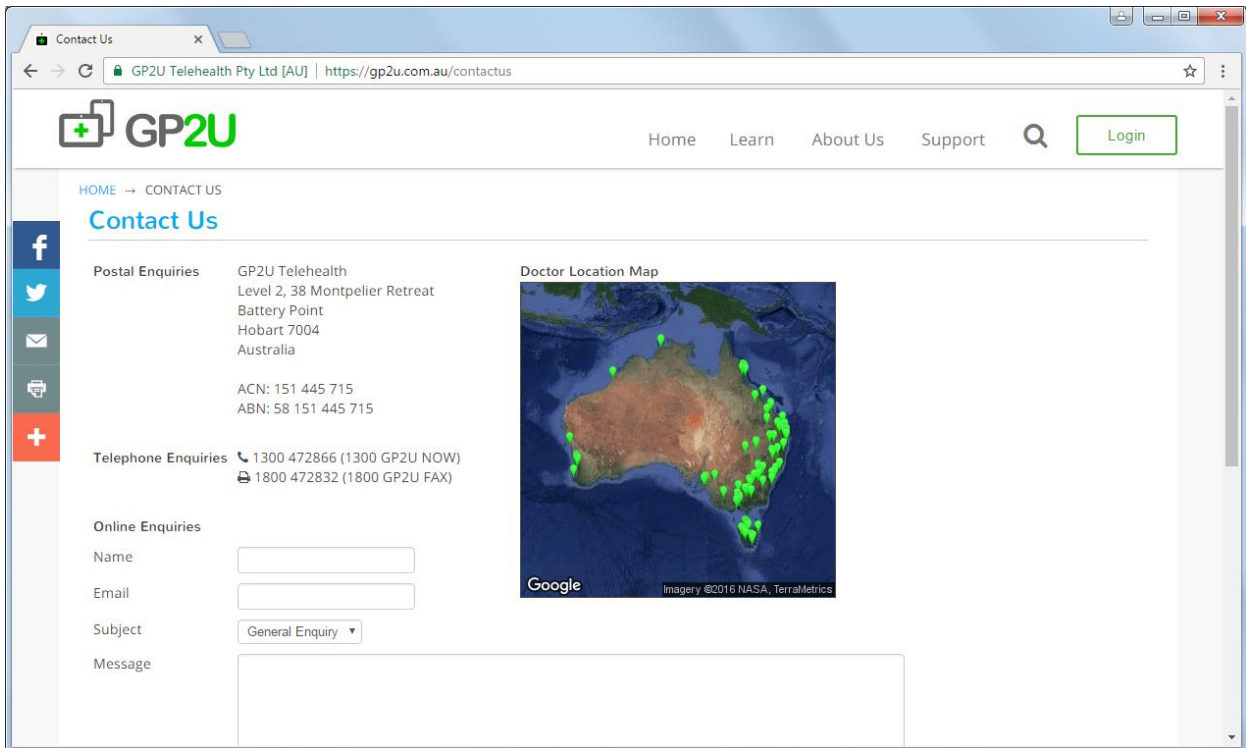 Contact Us
GP2U Telehealth Pty Ltd [AU] | https://gp2u.com.au/contactus
GP2U
Home Learn About Us Support Login
HOME → CONTACT US
Contact Us
Postal Enquiries GP2U Telehealth
Level 2, 38 Montpelier Retreat
Battery Point
Hobart 7004
Australia
ACN: 151 445 715
ABN: 58 151 445 715
Telephone Enquiries 1300 472866 (1300 GP2U NOW)
1800 472832 (1800 GP2U FAX)
Online Enquiries
Name
Email
Subject General Enquiry
Message
Doctor Location Map
Google Imagery ©2016 NASA, TerraMetrics